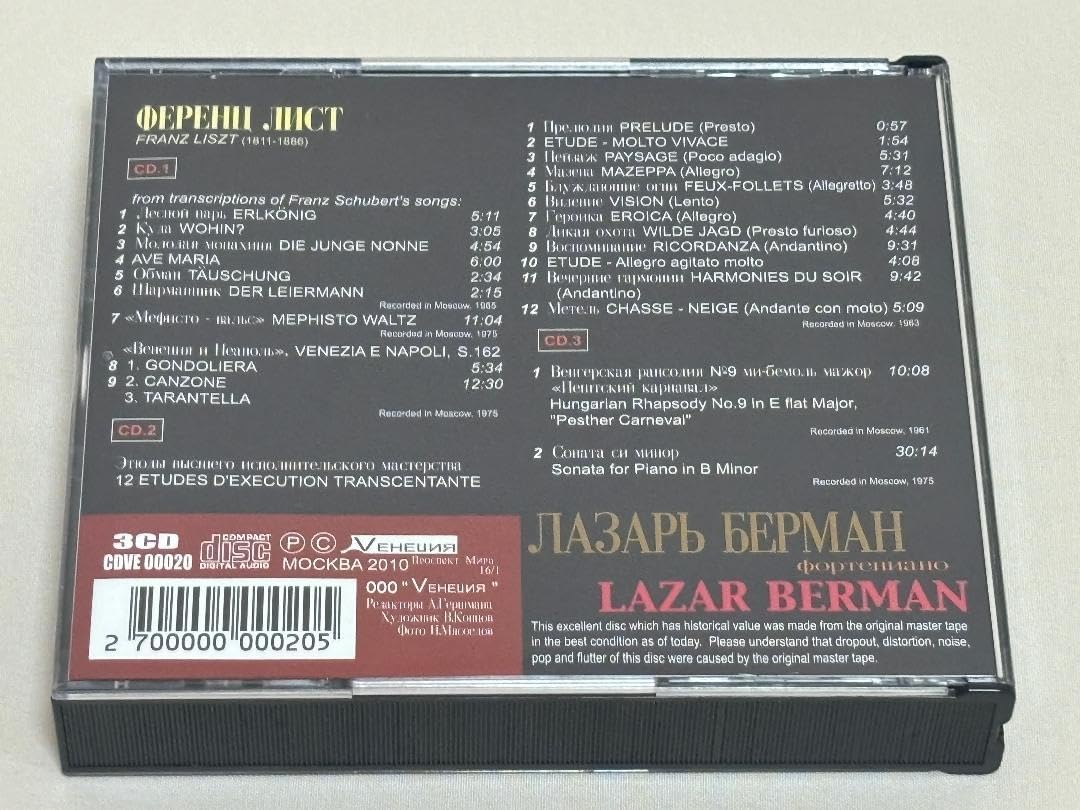 ФЕРЕНЦ ЛИСТ
FRANZ LISZT (1811-1886)
CD.1
from transcriptions of Franz Schubert's songs:
1 Лесной царь ERLKÖNIG 5:11
2 Куда WOHIN? 3:05
3 Молодая монахиня DIE JUNGE NONNE 4:54
4 AVE MARIA 6:00
5 Обман TÄUSCHUNG 2:34
6 Шарманщик DER LEIERMANN 2:15
Recorded in Moscow, 1965
7 «Мефисто - вальс» MEPHISTO WALTZ 11:04
Recorded in Moscow, 1975
«Венеция и Неаполь», VENEZIA E NAPOLI, S.162
8 1. GONDOLIERA 5:34
9 2. CANZONE 12:30
3. TARANTELLA
Recorded in Moscow, 1975
CD.2
Этюды высшего исполнительского мастерства
12 ETUDES D'EXECUTION TRANSCENTANTE
1 Прелюдия PRELUDE (Presto) 0:57
2 ETUDE - MOLTO VIVACE 1:54
3 Пейзаж PAYSAGE (Poco adagio) 5:31
4 Мазепа MAZEPPA (Allegro) 7:12
5 Блуждающие огни FEUX-FOLLETS (Allegretto) 3:48
6 Видение VISION (Lento) 5:32
7 Героика EROICA (Allegro) 4:40
8 Дикая охота WILDE JAGD (Presto furioso) 4:44
9 Воспоминание RICORDANZA (Andantino) 9:31
10 ETUDE - Allegro agitato molto 4:08
11 Вечерние гармонии HARMONIES DU SOIR 9:42
(Andantino)
12 Метель CHASSE - NEIGE (Andante con moto) 5:09
Recorded in Moscow, 1963
CD.3
1 Венгерская рапсодия №9 ми-бемоль мажор 10:08
«Пештский карнавал»
Hungarian Rhapsody No.9 in E flat Major,
"Pesther Carneval"
Recorded in Moscow, 1961
2 Соната си минор 30:14
Sonata for Piano in B Minor
Recorded in Moscow, 1975
3CD
CDVE 00020
COMPACT
disc
DIGITAL AUDIO
Ⓟ Ⓒ VЕНЕЦИЯ
МОСКВА 2010 Проспект Мира
16/1
ООО "VЕНЕЦИЯ"
Редакторы А.Гершманц
Художник В.Копцов
Фото И.Мясоедов
2 700000 000205
ЛАЗАРЬ БЕРМАН
фортепиано
LAZAR BERMAN
This excellent disc which has historical value was made from the original master tape
in the best condition as of today. Please understand that dropout, distortion, noise,
pop and flutter of this disc were caused by the original master tape.